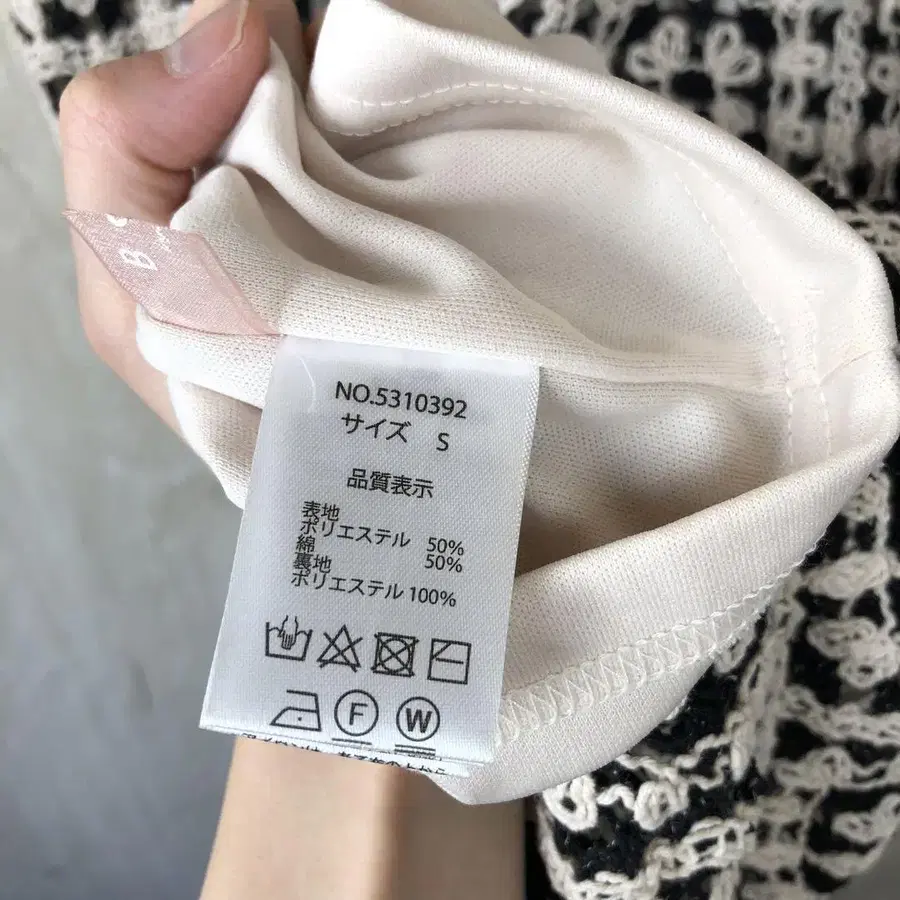 B
NO.5310392
サイズ S
品質表示
表地
ポリエステル 50%
綿 50%
裏地
ポリエステル 100%
F
W